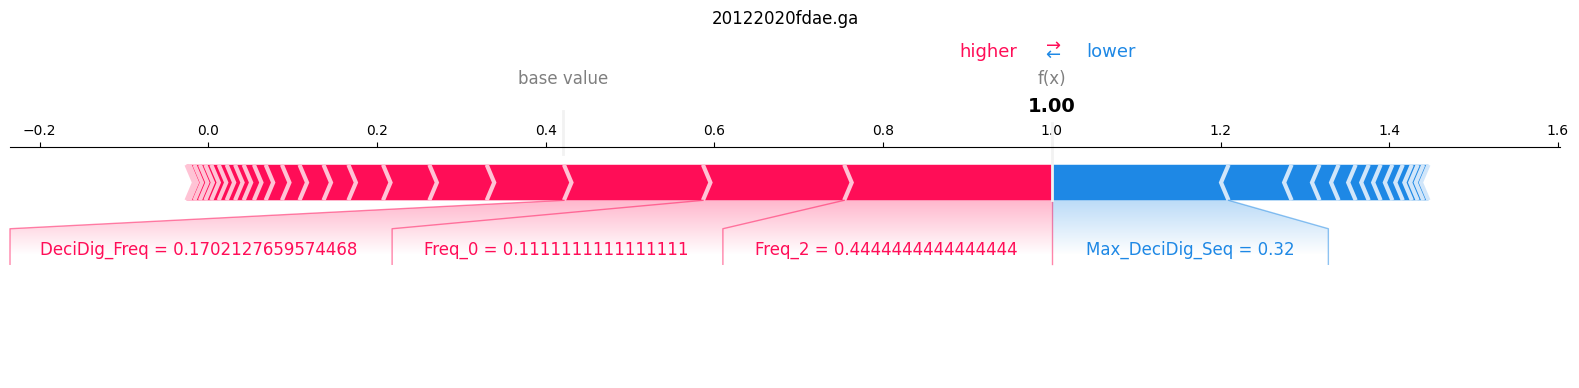 20122020fdae.ga
higher ⇄ lower
base value f(x)
1.00
−0.2 0.0 0.2 0.4 0.6 0.8 1.0 1.2 1.4 1.6
DeciDig_Freq = 0.1702127659574468 Freq_0 = 0.1111111111111111 Freq_2 = 0.4444444444444444 Max_DeciDig_Seq = 0.32